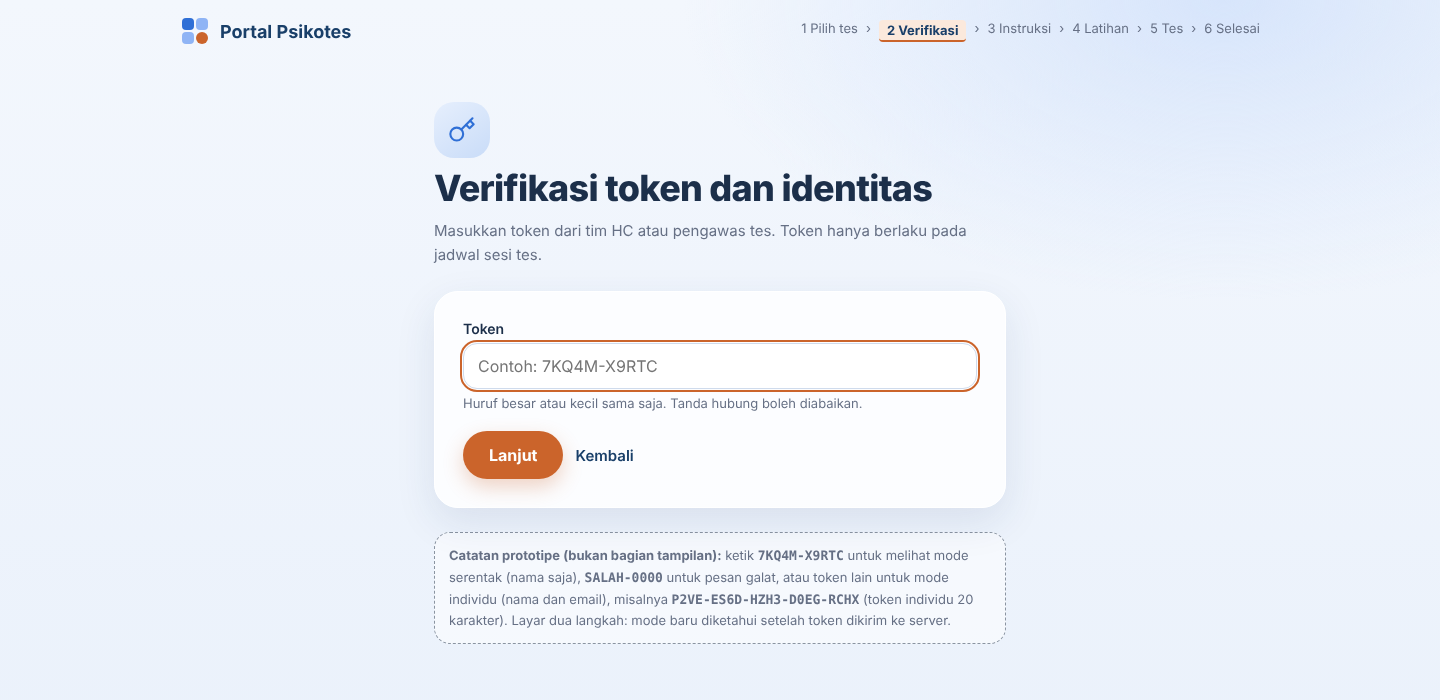 Portal Psikotes
1 Pilih tes › 2 Verifikasi › 3 Instruksi › 4 Latihan › 5 Tes › 6 Selesai
Verifikasi token dan identitas
Masukkan token dari tim HC atau pengawas tes. Token hanya berlaku pada
jadwal sesi tes.
Token
Contoh: 7KQ4M-X9RTC
Huruf besar atau kecil sama saja. Tanda hubung boleh diabaikan.
Lanjut Kembali
Catatan prototipe (bukan bagian tampilan): ketik 7KQ4M-X9RTC untuk melihat mode
serentak (nama saja), SALAH-0000 untuk pesan galat, atau token lain untuk mode
individu (nama dan email), misalnya P2VE-ES6D-HZH3-D0EG-RCHX (token individu 20
karakter). Layar dua langkah: mode baru diketahui setelah token dikirim ke server.